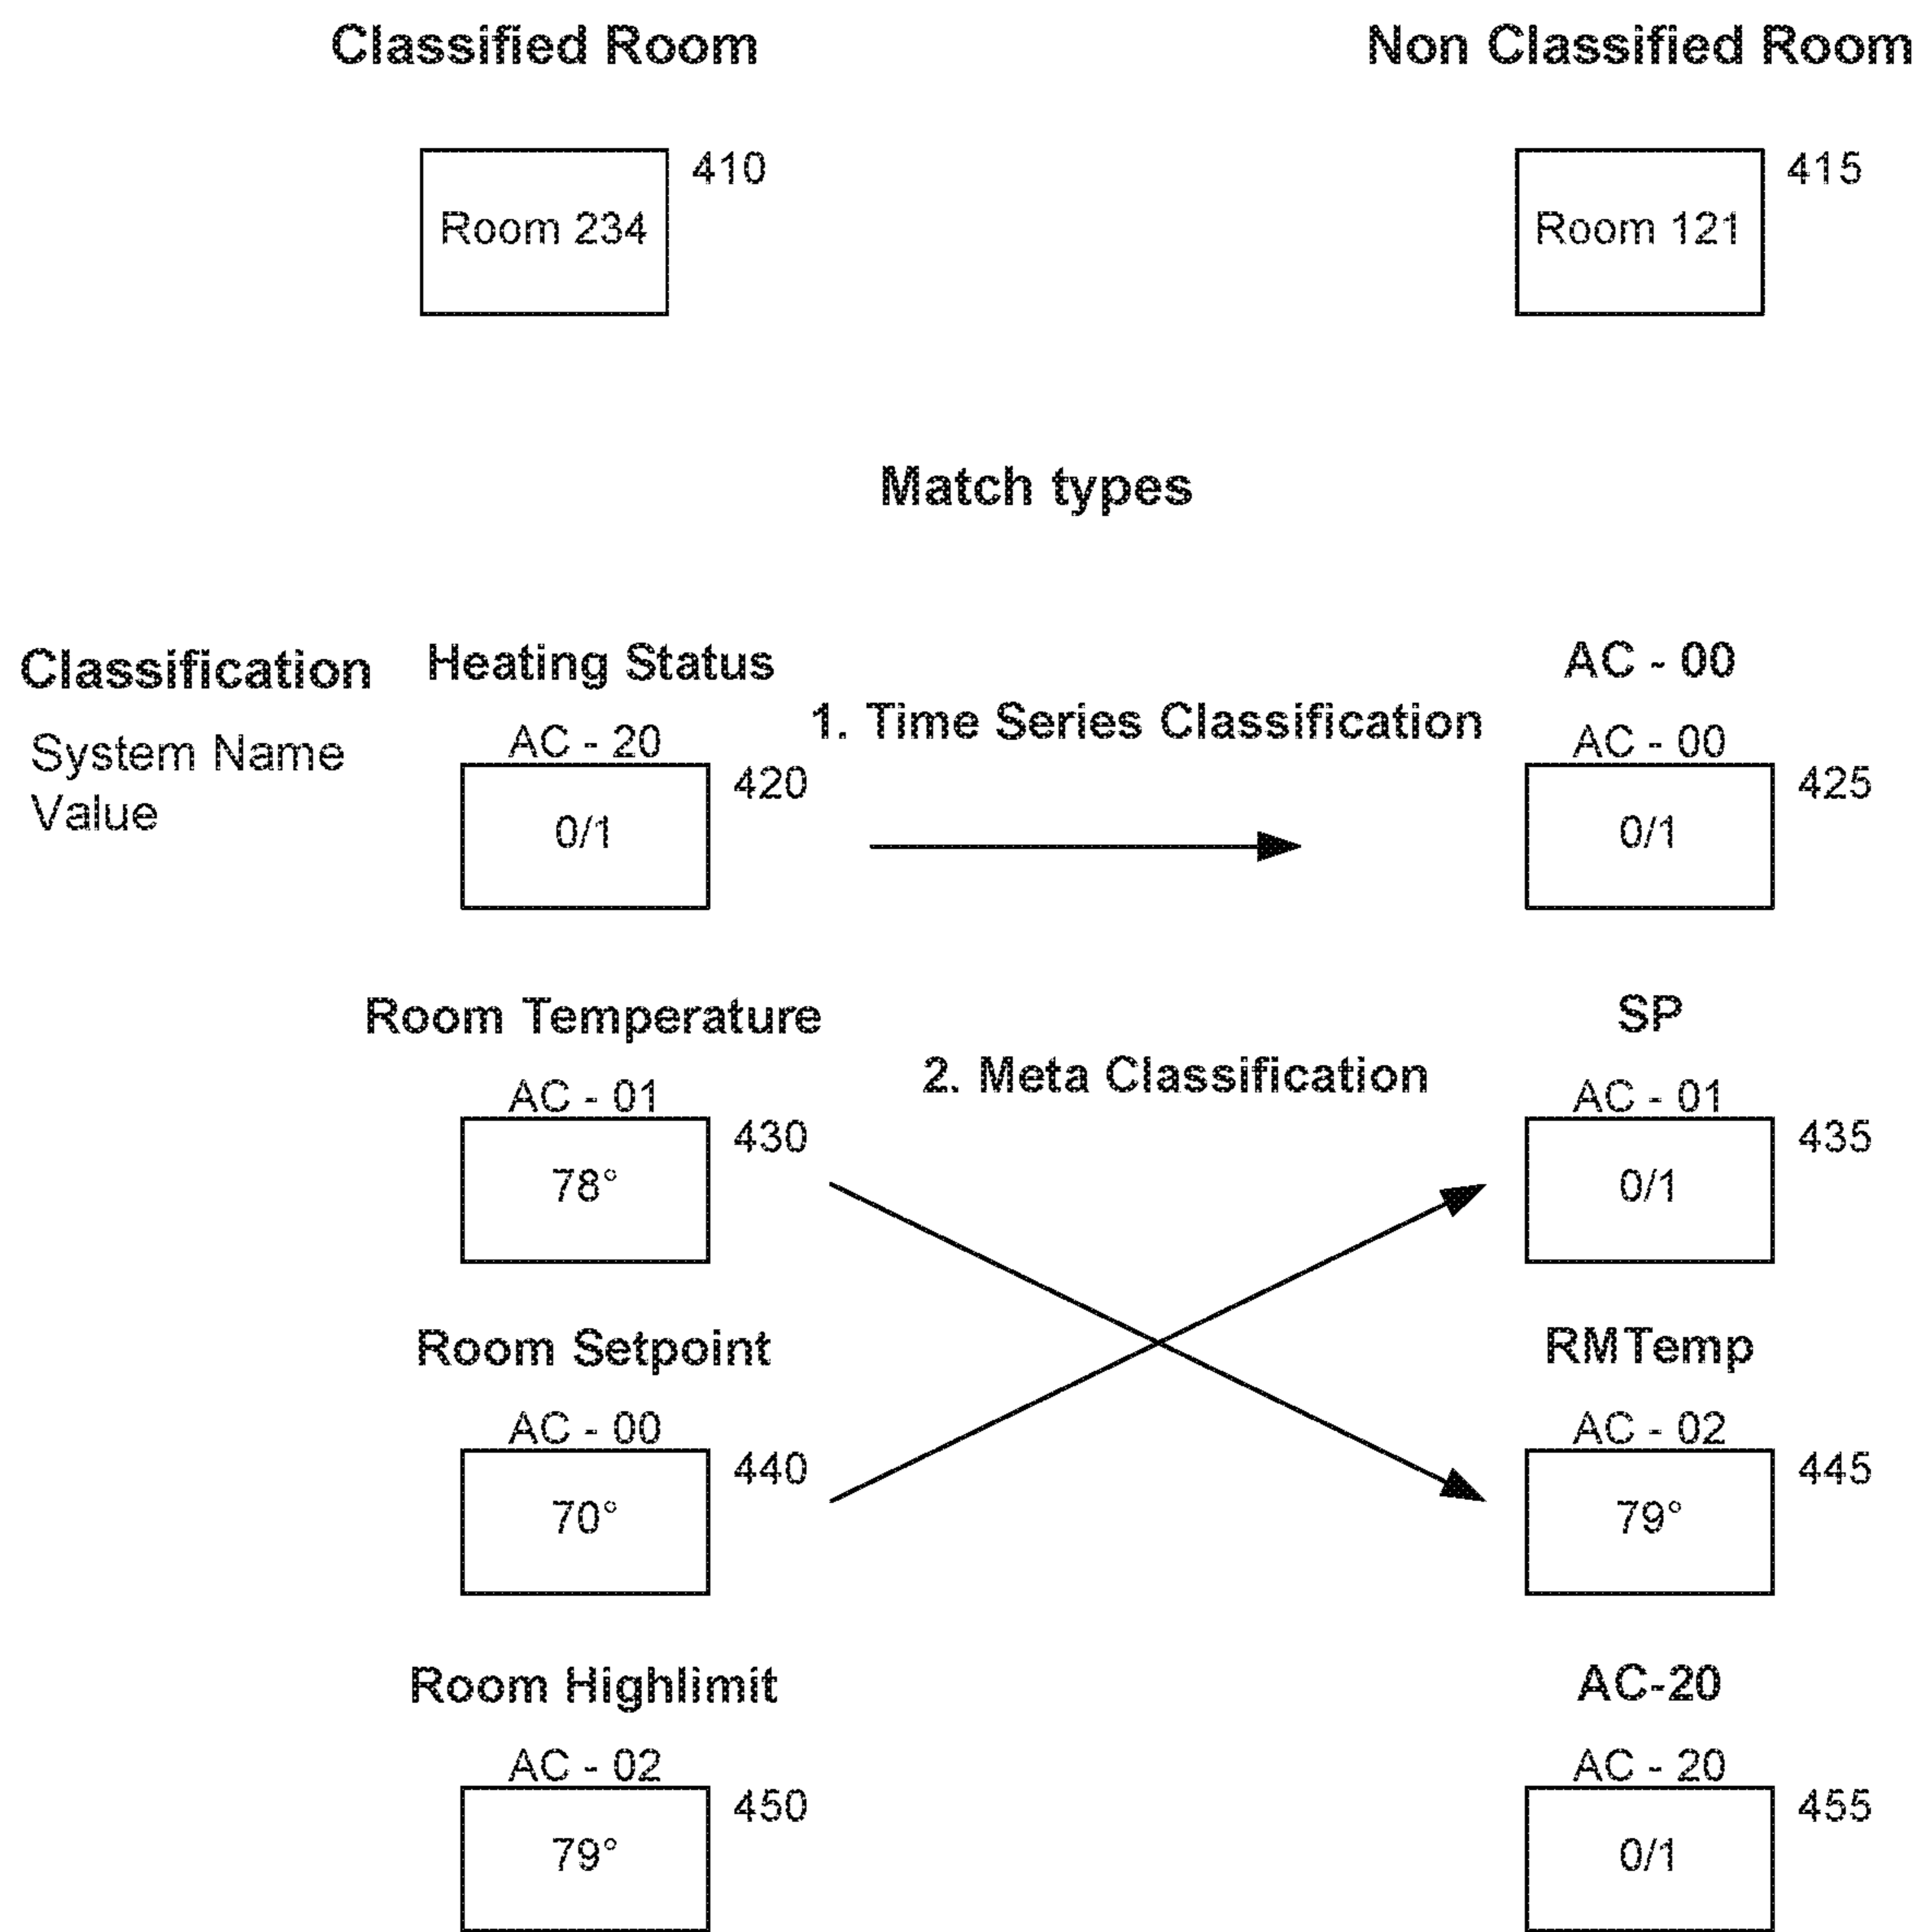 Classified Room
Non Classified Room
410
415
Room 234
Room 121
Match types
Classification
Heating Status
AC - 00
System Name
AC - 20
1. Time Series Classification
AC - 00
Value
420
425
0/1
0/1
Room Temperature
SP
AC - 01
2. Meta Classification
AC - 01
430
435
78°
0/1
Room Setpoint
RMTemp
AC - 00
AC - 02
440
445
70°
79°
Room Highlimit
AC-20
AC - 02
AC - 20
450
455
79°
0/1